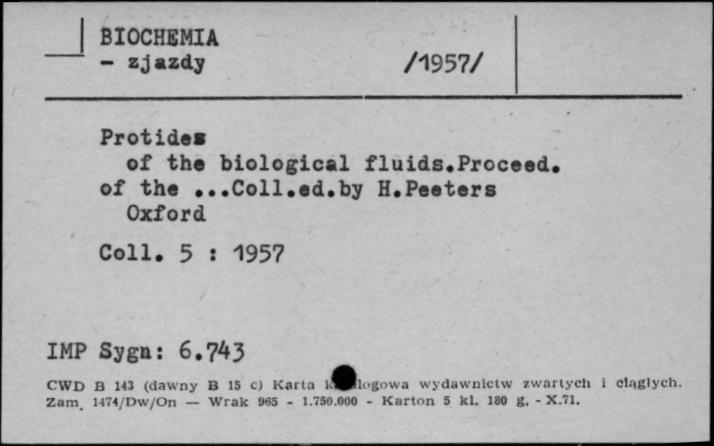 BIOCHEMIA
- zjazdy /1957/
Protides
of the biological fluids.Proceed.
of the ...Coll.ed.by H.Peeters
Oxford
Coll. 5 : 1957
IMP Sygn: 6.743
CWD B 143 (dawny B 15 c) Karta wydawnictw zwartych i ciągłych.
Zam. 1474/Dw/On — Wrak 965 - 1.750.000 - Karton 5 kl. 180 g. - X.71.